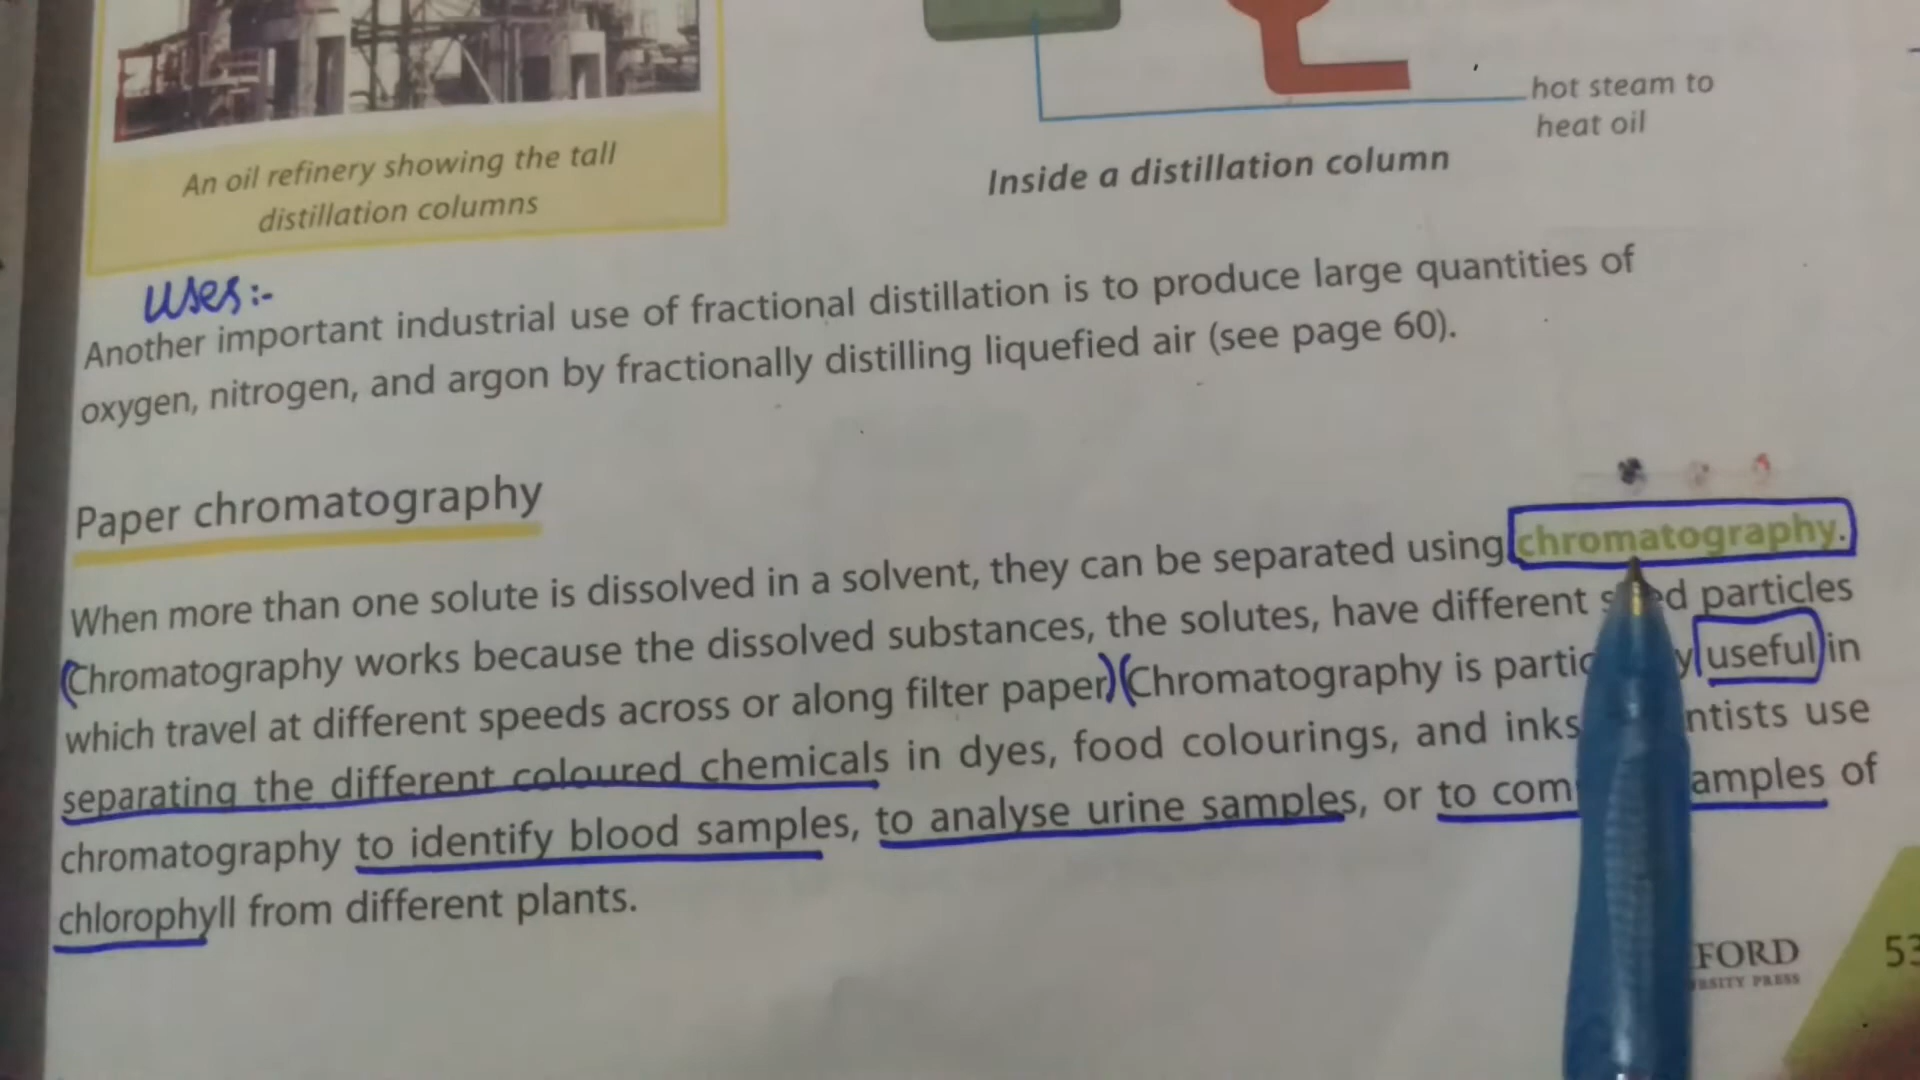 hot steam to
heat oil
An oil refinery showing the tall
distillation columns
Inside a distillation column
uses:-
Another important industrial use of fractional distillation is to produce large quantities of
oxygen, nitrogen, and argon by fractionally distilling liquefied air (see page 60).
Paper chromatography
When more than one solute is dissolved in a solvent, they can be separated using chromatography.
Chromatography works because the dissolved substances, the solutes, have different particles
which travel at different speeds across or along filter paper) (Chromatography is useful in
separating the different coloured chemicals in dyes, food colourings, and inks use
chromatography to identify blood samples, to analyse urine samples, or to of
chlorophyll from different plants.
53